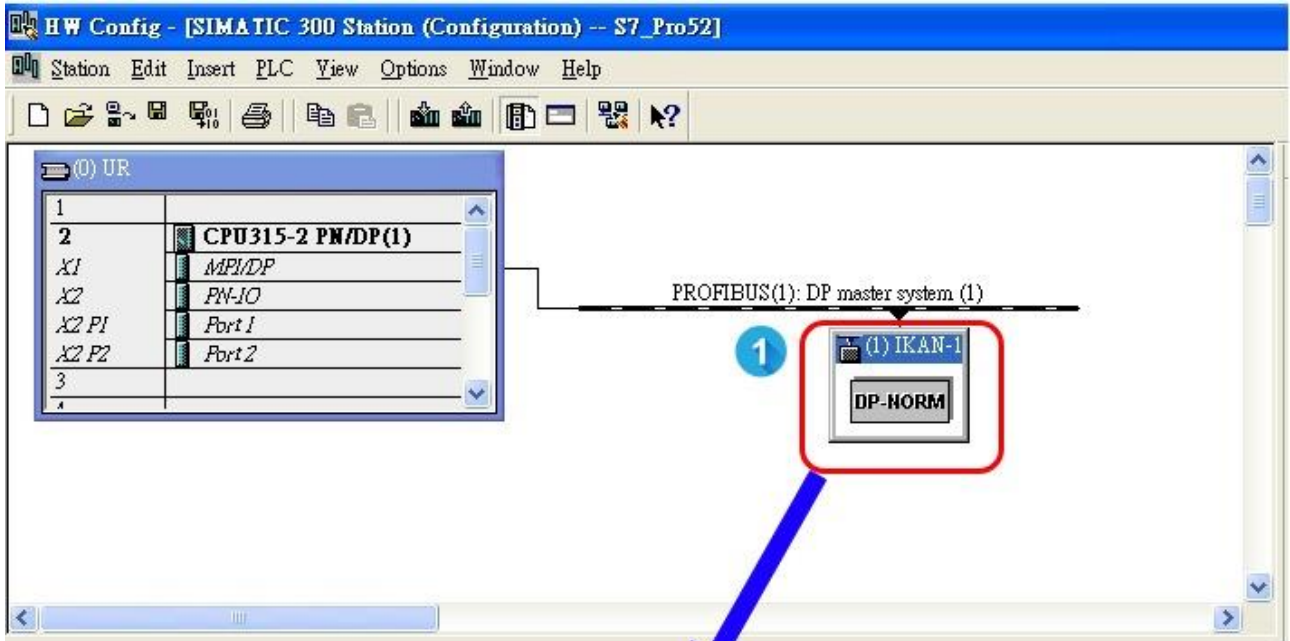 HW Config - [SIMATIC 300 Station (Configuration) -- S7_Pro52]
Station Edit Insert PLC View Options Window Help
(0) UR
1
2 CPU315-2 PN/DP(1)
X1 MPI/DP
X2 PN-IO
X2 P1 Port 1
X2 P2 Port 2
3
PROFIBUS(1): DP master system (1)
1
(1) IKAN-1
DP-NORM